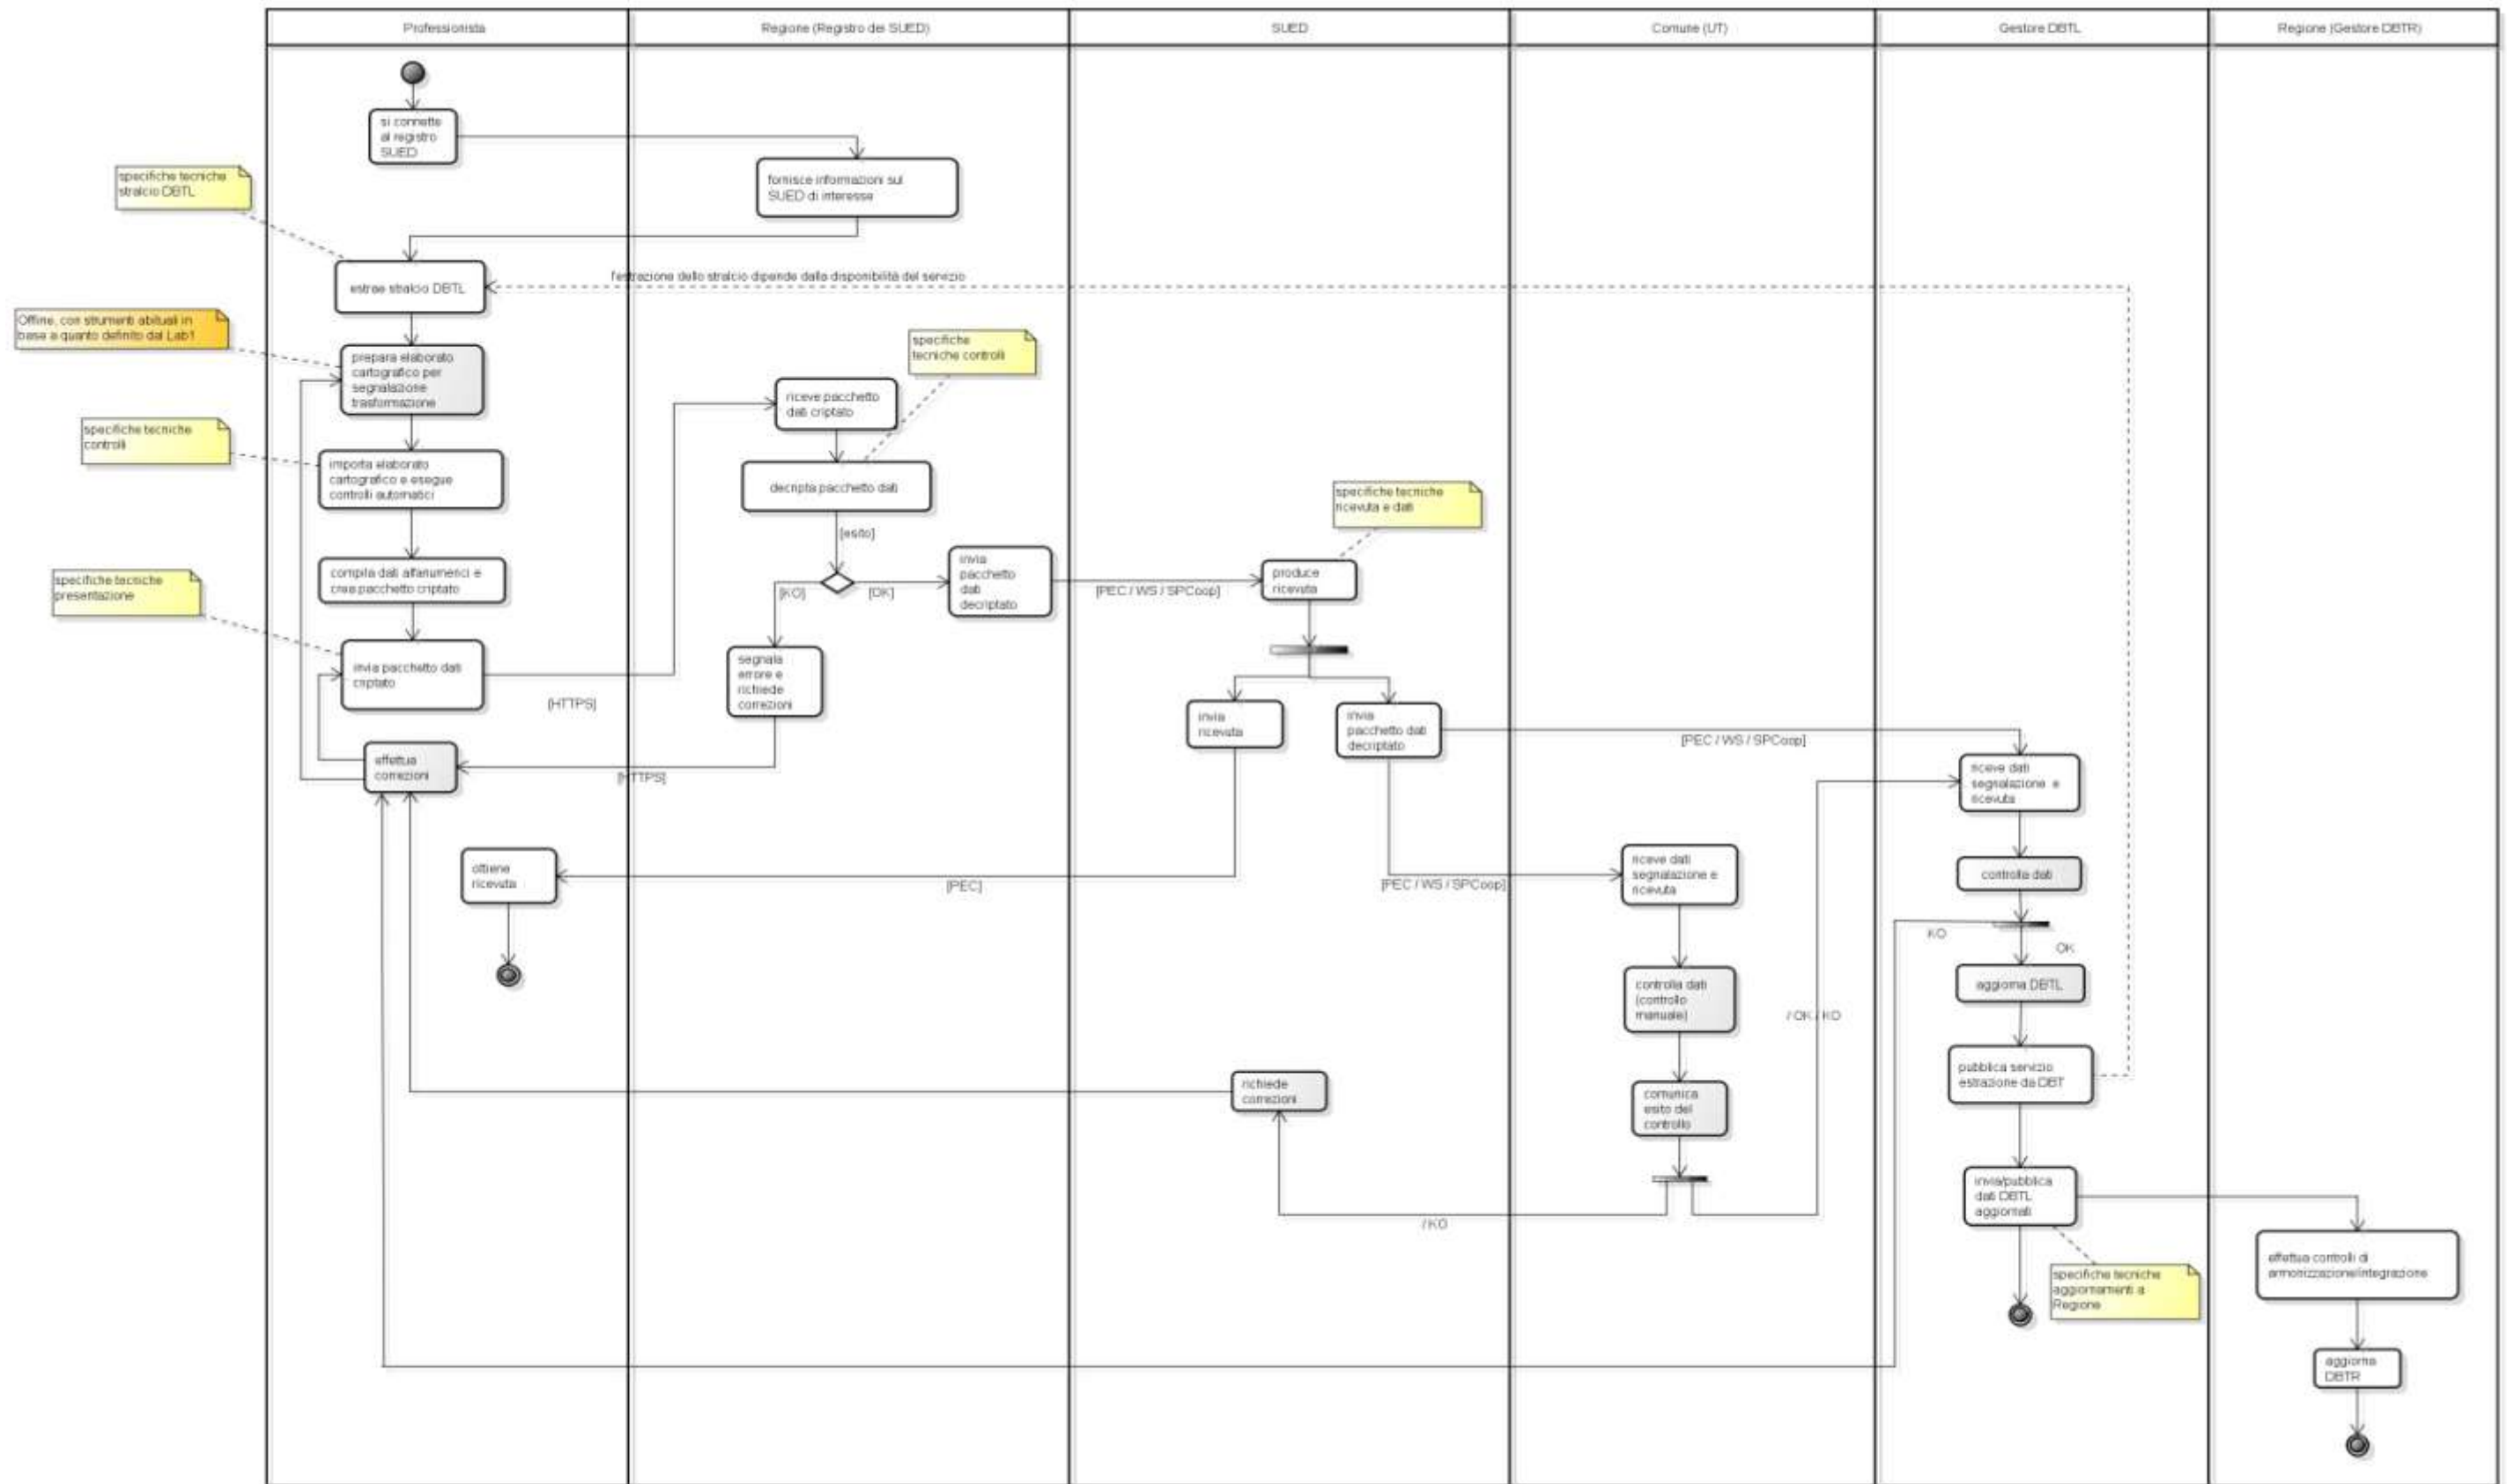 Professionista
Regione (Registro dei SUED)
SUED
Comune (UT)
Gestore DBTL
Regione (Gestore DBTR)
si connette
al registro
SUED
fornisce informazioni sul
SUED di interesse
specifiche tecniche
stralcio DBTL
estrae stralcio DBTL
l'estrazione dello stralcio dipende dalla disponibilità del servizio
Offline, con strumenti abituali in
base a quanto definito dal Lab1
prepara elaborato
cartografico per
segnalazione
trasformazione
specifiche
tecniche controlli
riceve pacchetto
dati criptato
specifiche tecniche
controlli
importa elaborato
cartografico e esegue
controlli automatici
decripta pacchetto dati
specifiche tecniche
ricevuta e dati
[esito]
compila dati alfanumerici e
crea pacchetto criptato
specifiche tecniche
presentazione
[KO]
[OK]
invia
pacchetto
dati
decriptato
[PEC / WS / SPCoop]
produce
ricevuta
invia pacchetto dati
criptato
[HTTPS]
segnala
errore e
richiede
correzioni
invia
ricevuta
invia
pacchetto dati
decriptato
[PEC / WS / SPCoop]
effettua
correzioni
[HTTPS]
riceve dati
segnalazione e
ricevuta
ottiene
ricevuta
[PEC]
[PEC / WS / SPCoop]
riceve dati
segnalazione e
ricevuta
controlla dati
KO
OK
controlla dati
(controllo
manuale)
/ OK / KO
aggiorna DBTL
pubblica servizio
estrazione da DBT
richiede
correzioni
comunica
esito del
controllo
/ KO
invia/pubblica
dati DBTL
aggiornati
specifiche tecniche
aggiornamenti a
Regione
effettua controlli di
armonizzazione/integrazione
aggiorna
DBTR